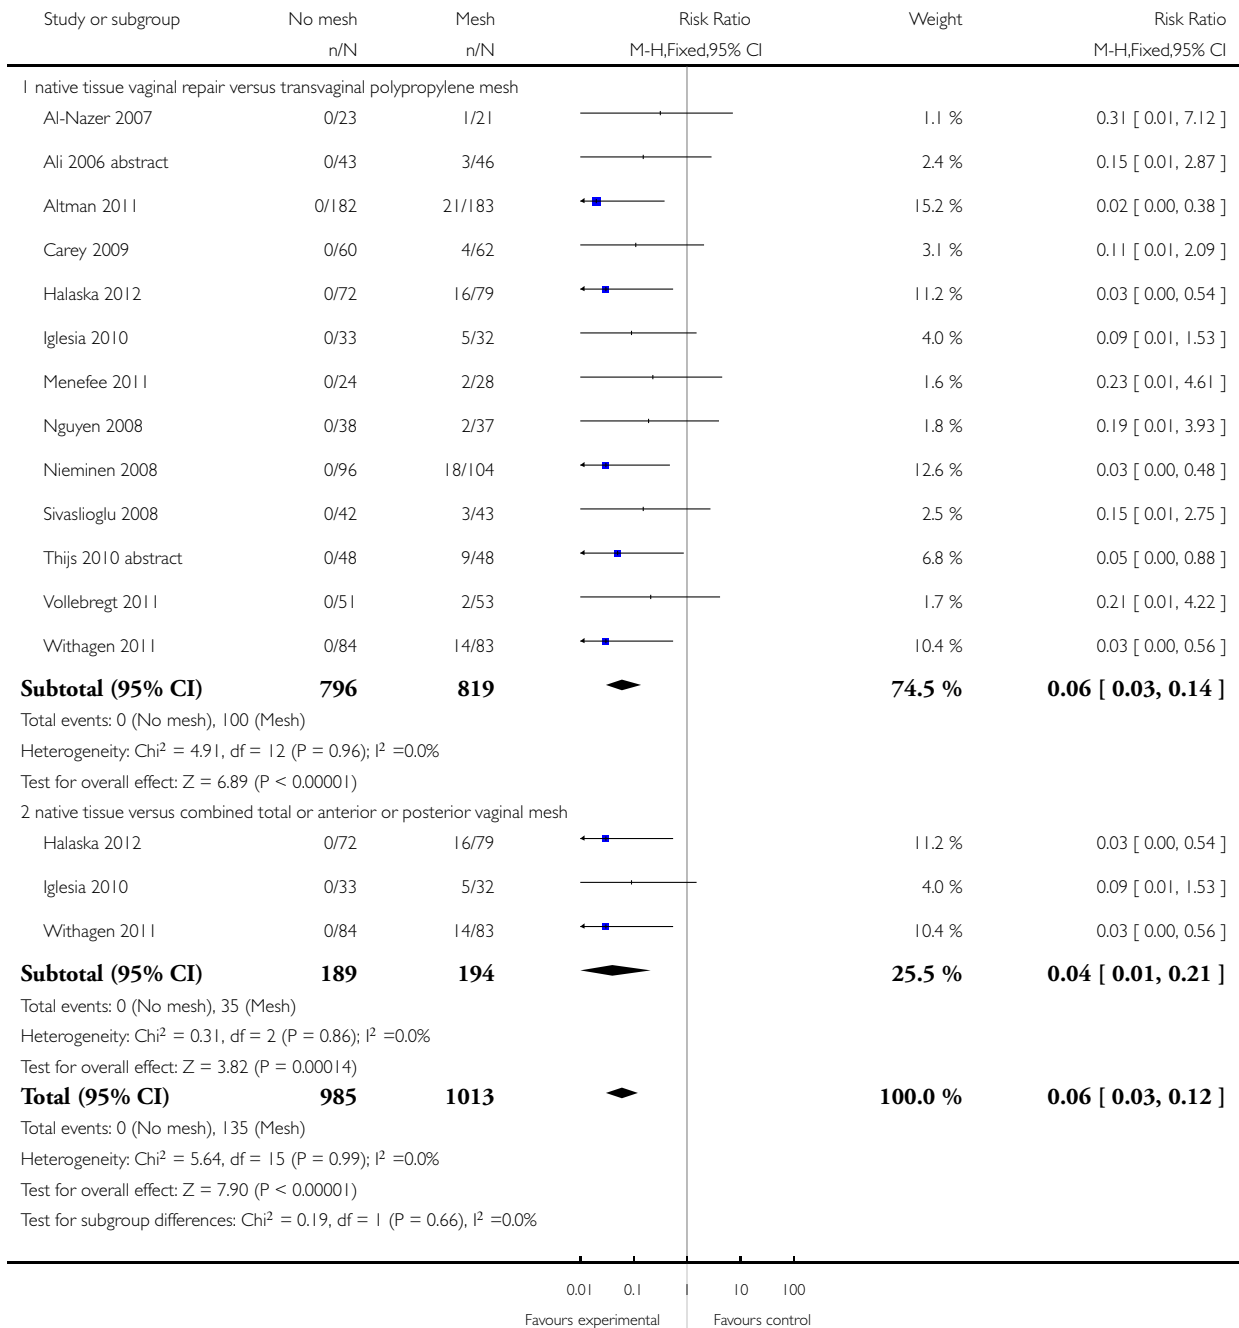 Study or subgroup No mesh Mesh Risk Ratio Weight Risk Ratio
n/N n/N M-H,Fixed,95% CI M-H,Fixed,95% CI
1 native tissue vaginal repair versus transvaginal polypropylene mesh
Al-Nazer 2007 0/23 1/21 1.1 % 0.31 [ 0.01, 7.12 ]
Ali 2006 abstract 0/43 3/46 2.4 % 0.15 [ 0.01, 2.87 ]
Altman 2011 0/182 21/183 15.2 % 0.02 [ 0.00, 0.38 ]
Carey 2009 0/60 4/62 3.1 % 0.11 [ 0.01, 2.09 ]
Halaska 2012 0/72 16/79 11.2 % 0.03 [ 0.00, 0.54 ]
Iglesia 2010 0/33 5/32 4.0 % 0.09 [ 0.01, 1.53 ]
Menefee 2011 0/24 2/28 1.6 % 0.23 [ 0.01, 4.61 ]
Nguyen 2008 0/38 2/37 1.8 % 0.19 [ 0.01, 3.93 ]
Nieminen 2008 0/96 18/104 12.6 % 0.03 [ 0.00, 0.48 ]
Sivaslioglu 2008 0/42 3/43 2.5 % 0.15 [ 0.01, 2.75 ]
Thijs 2010 abstract 0/48 9/48 6.8 % 0.05 [ 0.00, 0.88 ]
Vollebregt 2011 0/51 2/53 1.7 % 0.21 [ 0.01, 4.22 ]
Withagen 2011 0/84 14/83 10.4 % 0.03 [ 0.00, 0.56 ]
Subtotal (95% CI) 796 819 74.5 % 0.06 [ 0.03, 0.14 ]
Total events: 0 (No mesh), 100 (Mesh)
Heterogeneity: Chi² = 4.91, df = 12 (P = 0.96); I² =0.0%
Test for overall effect: Z = 6.89 (P < 0.00001)
2 native tissue versus combined total or anterior or posterior vaginal mesh
Halaska 2012 0/72 16/79 11.2 % 0.03 [ 0.00, 0.54 ]
Iglesia 2010 0/33 5/32 4.0 % 0.09 [ 0.01, 1.53 ]
Withagen 2011 0/84 14/83 10.4 % 0.03 [ 0.00, 0.56 ]
Subtotal (95% CI) 189 194 25.5 % 0.04 [ 0.01, 0.21 ]
Total events: 0 (No mesh), 35 (Mesh)
Heterogeneity: Chi² = 0.31, df = 2 (P = 0.86); I² =0.0%
Test for overall effect: Z = 3.82 (P = 0.00014)
Total (95% CI) 985 1013 100.0 % 0.06 [ 0.03, 0.12 ]
Total events: 0 (No mesh), 135 (Mesh)
Heterogeneity: Chi² = 5.64, df = 15 (P = 0.99); I² =0.0%
Test for overall effect: Z = 7.90 (P < 0.00001)
Test for subgroup differences: Chi² = 0.19, df = 1 (P = 0.66), I² =0.0%
0.01 0.1 1 10 100
Favours experimental Favours control